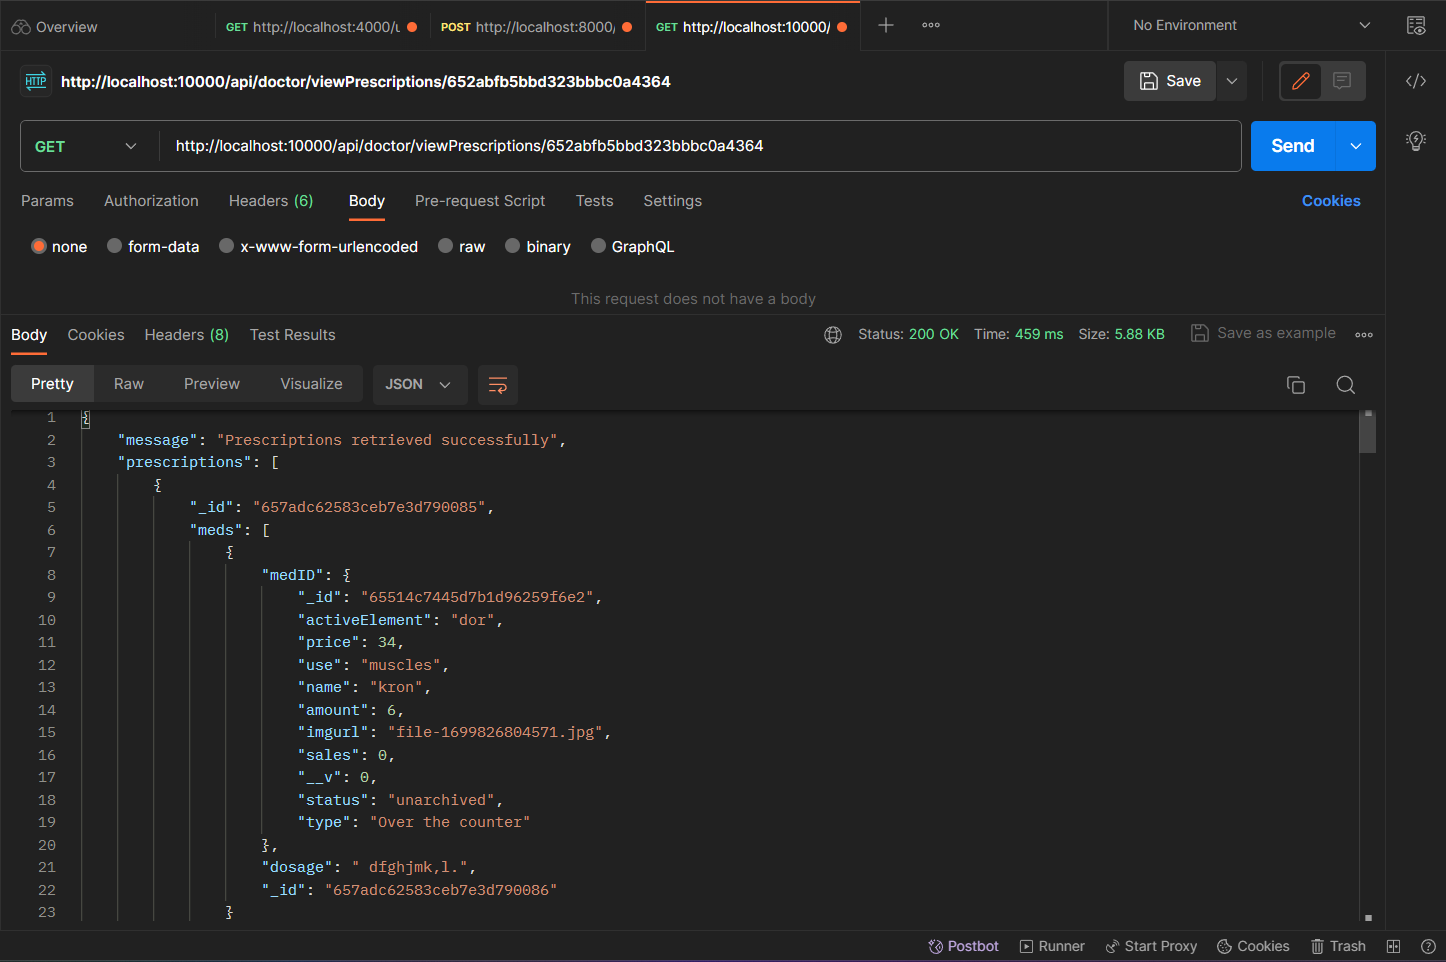 Overview
GET http://localhost:4000/u
POST http://localhost:8000/
GET http://localhost:10000/
No Environment
HTTP http://localhost:10000/api/doctor/viewPrescriptions/652abfb5bbd323bbbc0a4364
Save
GET http://localhost:10000/api/doctor/viewPrescriptions/652abfb5bbd323bbbc0a4364
Send
Params Authorization Headers (6) Body Pre-request Script Tests Settings Cookies
none form-data x-www-form-urlencoded raw binary GraphQL
This request does not have a body
Body Cookies Headers (8) Test Results Status: 200 OK Time: 459 ms Size: 5.88 KB Save as example
Pretty Raw Preview Visualize JSON
1 {
2 "message": "Prescriptions retrieved successfully",
3 "prescriptions": [
4 {
5 "_id": "657adc62583ceb7e3d790085",
6 "meds": [
7 {
8 "medID": {
9 "_id": "65514c7445d7b1d96259f6e2",
10 "activeElement": "dor",
11 "price": 34,
12 "use": "muscles",
13 "name": "kron",
14 "amount": 6,
15 "imgurl": "file-1699826804571.jpg",
16 "sales": 0,
17 "__v": 0,
18 "status": "unarchived",
19 "type": "Over the counter"
20 },
21 "dosage": " dfghjmk,l.",
22 "_id": "657adc62583ceb7e3d790086"
23 }
Postbot Runner Start Proxy Cookies Trash